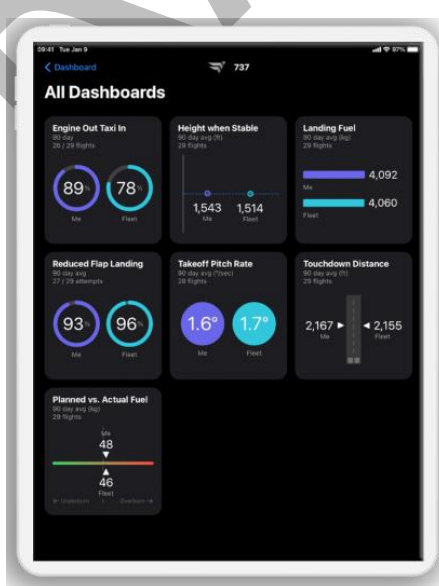 09:41 Tue Jan 9
97%
< Dashboard
737
All Dashboards
Engine Out Taxi In
90 day
26 / 29 flights
89%
78%
Me
Fleet
Height when Stable
90 day avg (ft)
29 flights
1,543
1,514
Me
Fleet
Landing Fuel
90 day avg (kg)
29 flights
4,092
Me
4,060
Fleet
Reduced Flap Landing
90 day avg
27 / 29 attempts
93%
96%
Me
Fleet
Takeoff Pitch Rate
90 day avg (°/sec)
29 flights
1.6°
1.7°
Me
Fleet
Touchdown Distance
90 day avg (ft)
29 flights
2,167
2,155
Me
Fleet
Planned vs. Actual Fuel
90 day avg (kg)
29 flights
Me
48
46
Fleet
← Underburn
Overburn →